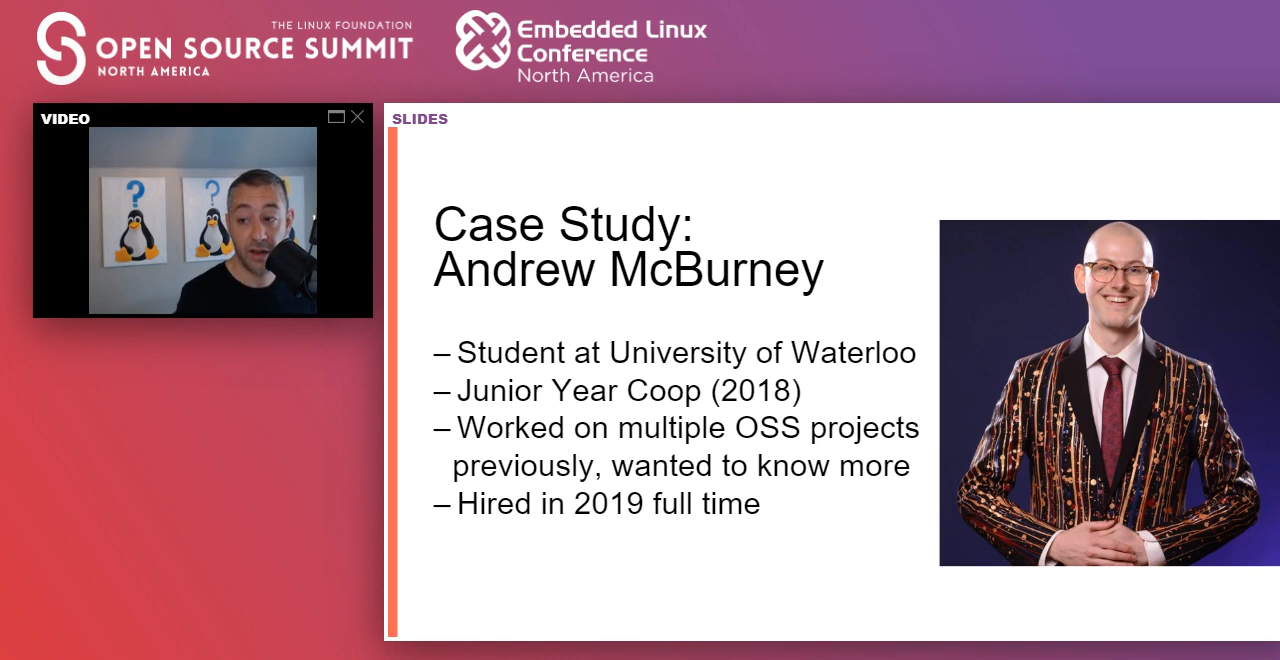 THE LINUX FOUNDATION
OPEN SOURCE SUMMIT
NORTH AMERICA
Embedded Linux
Conference
North America
VIDEO
SLIDES
?
?
Case Study:
Andrew McBurney
– Student at University of Waterloo
– Junior Year Coop (2018)
– Worked on multiple OSS projects
previously, wanted to know more
– Hired in 2019 full time